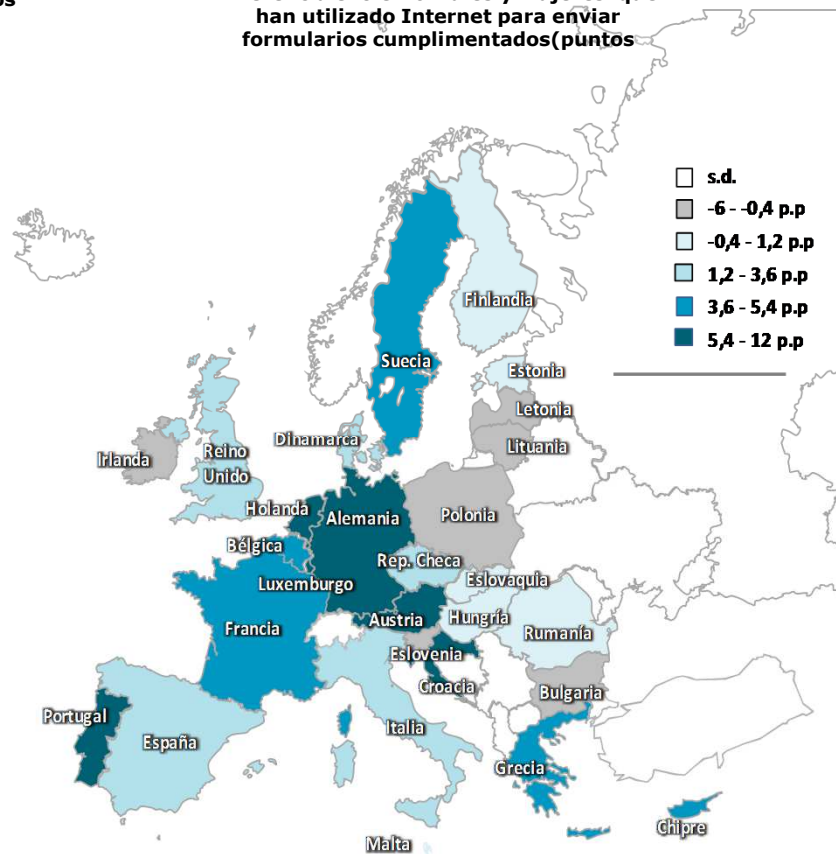 han utilizado Internet para enviar
formularios cumplimentados(puntos
s.d.
-6 - -0,4 p.p
-0,4 - 1,2 p.p
1,2 - 3,6 p.p
3,6 - 5,4 p.p
5,4 - 12 p.p
Finlandia
Suecia
Estonia
Letonia
Dinamarca
Lituania
Irlanda
Reino
Unido
Holanda
Alemania
Polonia
Bélgica
Rep. Checa
Luxemburgo
Eslovaquia
Austria
Hungría
Francia
Rumanía
Eslovenia
Croacia
Bulgaria
Portugal
España
Italia
Grecia
Chipre
Malta